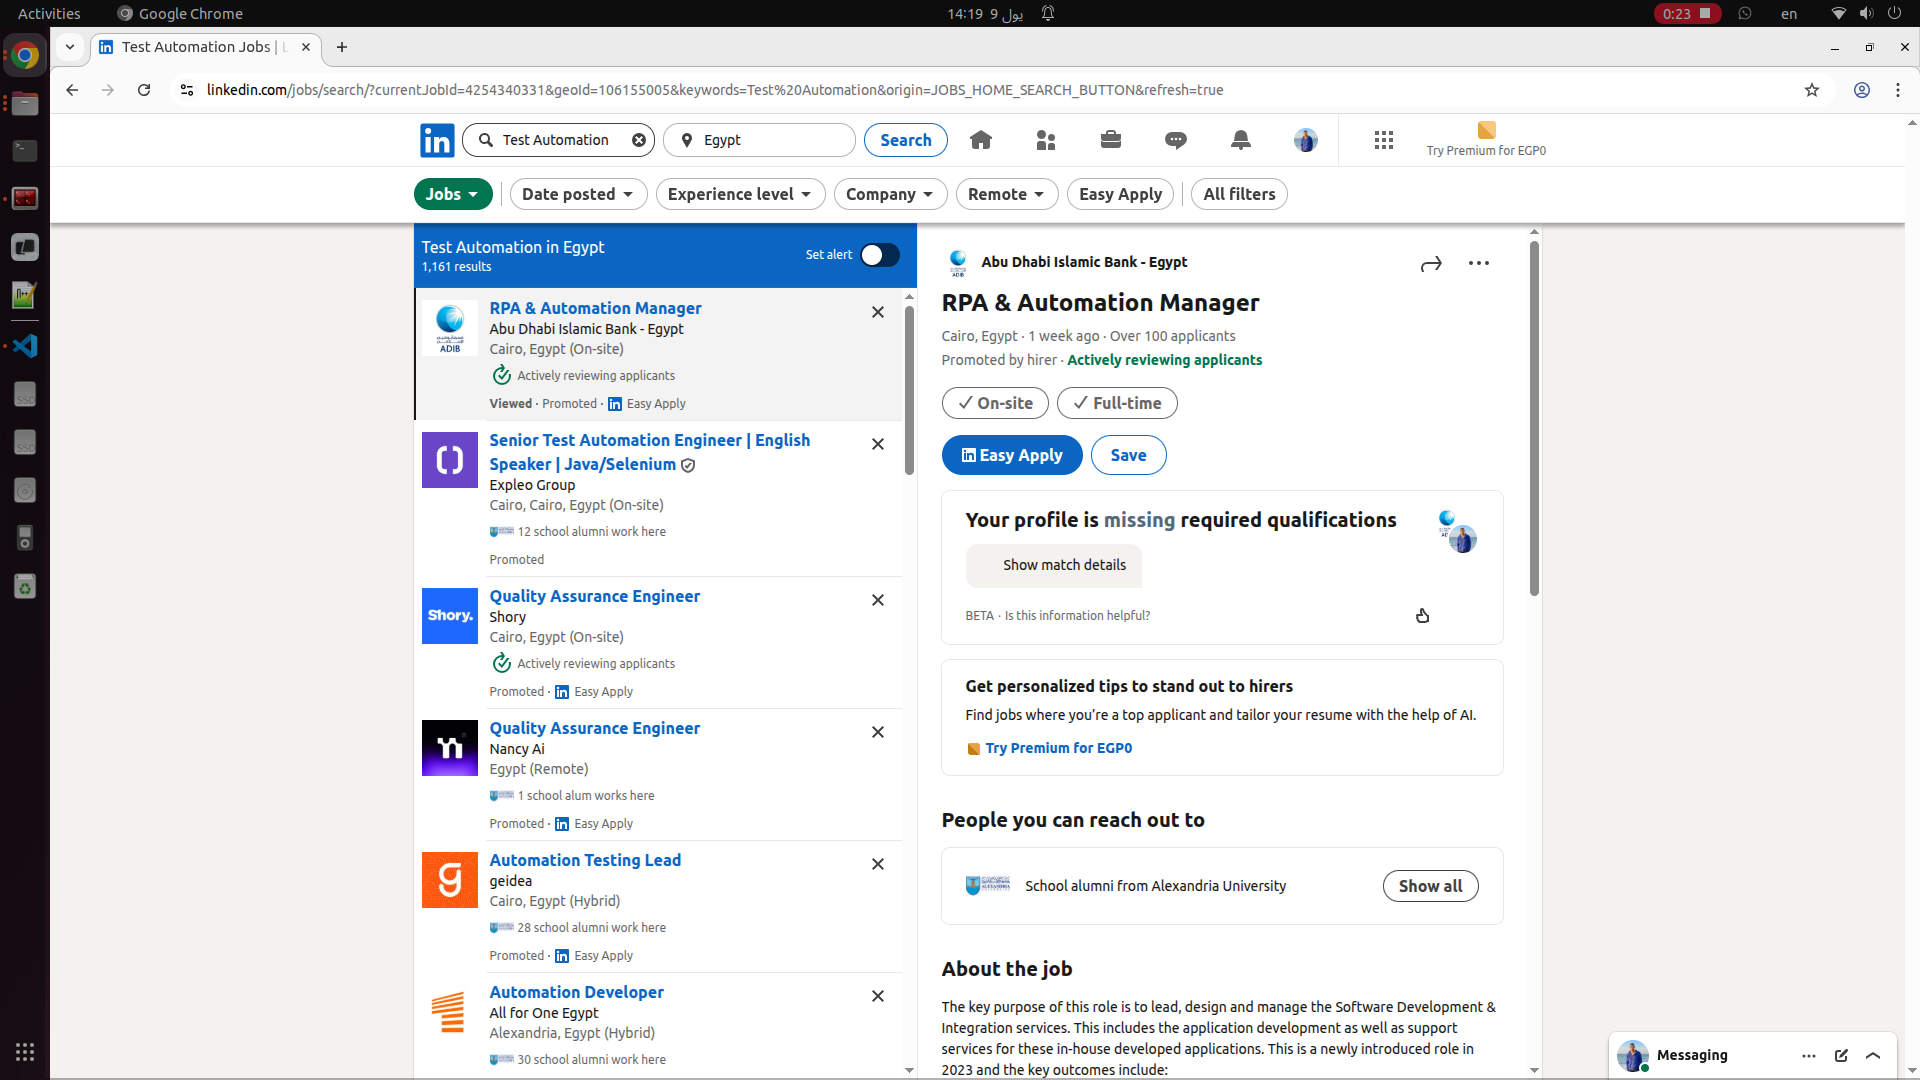 Activities
Google Chrome
14:19 9 يول
0:23
en
Test Automation Jobs | L
linkedin.com/jobs/search/?currentJobId=4254340331&geoId=106155005&keywords=Test%20Automation&origin=JOBS_HOME_SEARCH_BUTTON&refresh=true
in
Test Automation
Egypt
Search
Try Premium for EGP0
Jobs
Date posted
Experience level
Company
Remote
Easy Apply
All filters
Test Automation in Egypt
1,161 results
Set alert
ADIB
RPA & Automation Manager
Abu Dhabi Islamic Bank - Egypt
Cairo, Egypt (On-site)
Actively reviewing applicants
Viewed · Promoted · in Easy Apply
Senior Test Automation Engineer | English
Speaker | Java/Selenium
Expleo Group
Cairo, Cairo, Egypt (On-site)
12 school alumni work here
Promoted
Shory.
Quality Assurance Engineer
Shory
Cairo, Egypt (On-site)
Actively reviewing applicants
Promoted · in Easy Apply
Quality Assurance Engineer
Nancy Ai
Egypt (Remote)
1 school alum works here
Promoted · in Easy Apply
Automation Testing Lead
geidea
Cairo, Egypt (Hybrid)
28 school alumni work here
Promoted · in Easy Apply
Automation Developer
All for One Egypt
Alexandria, Egypt (Hybrid)
30 school alumni work here
ADIB
Abu Dhabi Islamic Bank - Egypt
RPA & Automation Manager
Cairo, Egypt · 1 week ago · Over 100 applicants
Promoted by hirer · Actively reviewing applicants
On-site
Full-time
in Easy Apply
Save
Your profile is missing required qualifications
Show match details
BETA · Is this information helpful?
Get personalized tips to stand out to hirers
Find jobs where you're a top applicant and tailor your resume with the help of AI.
Try Premium for EGP0
People you can reach out to
School alumni from Alexandria University
Show all
About the job
The key purpose of this role is to lead, design and manage the Software Development &
Integration services. This includes the application development as well as support
services for these in-house developed applications. This is a newly introduced role in
2023 and the key outcomes include:
Messaging